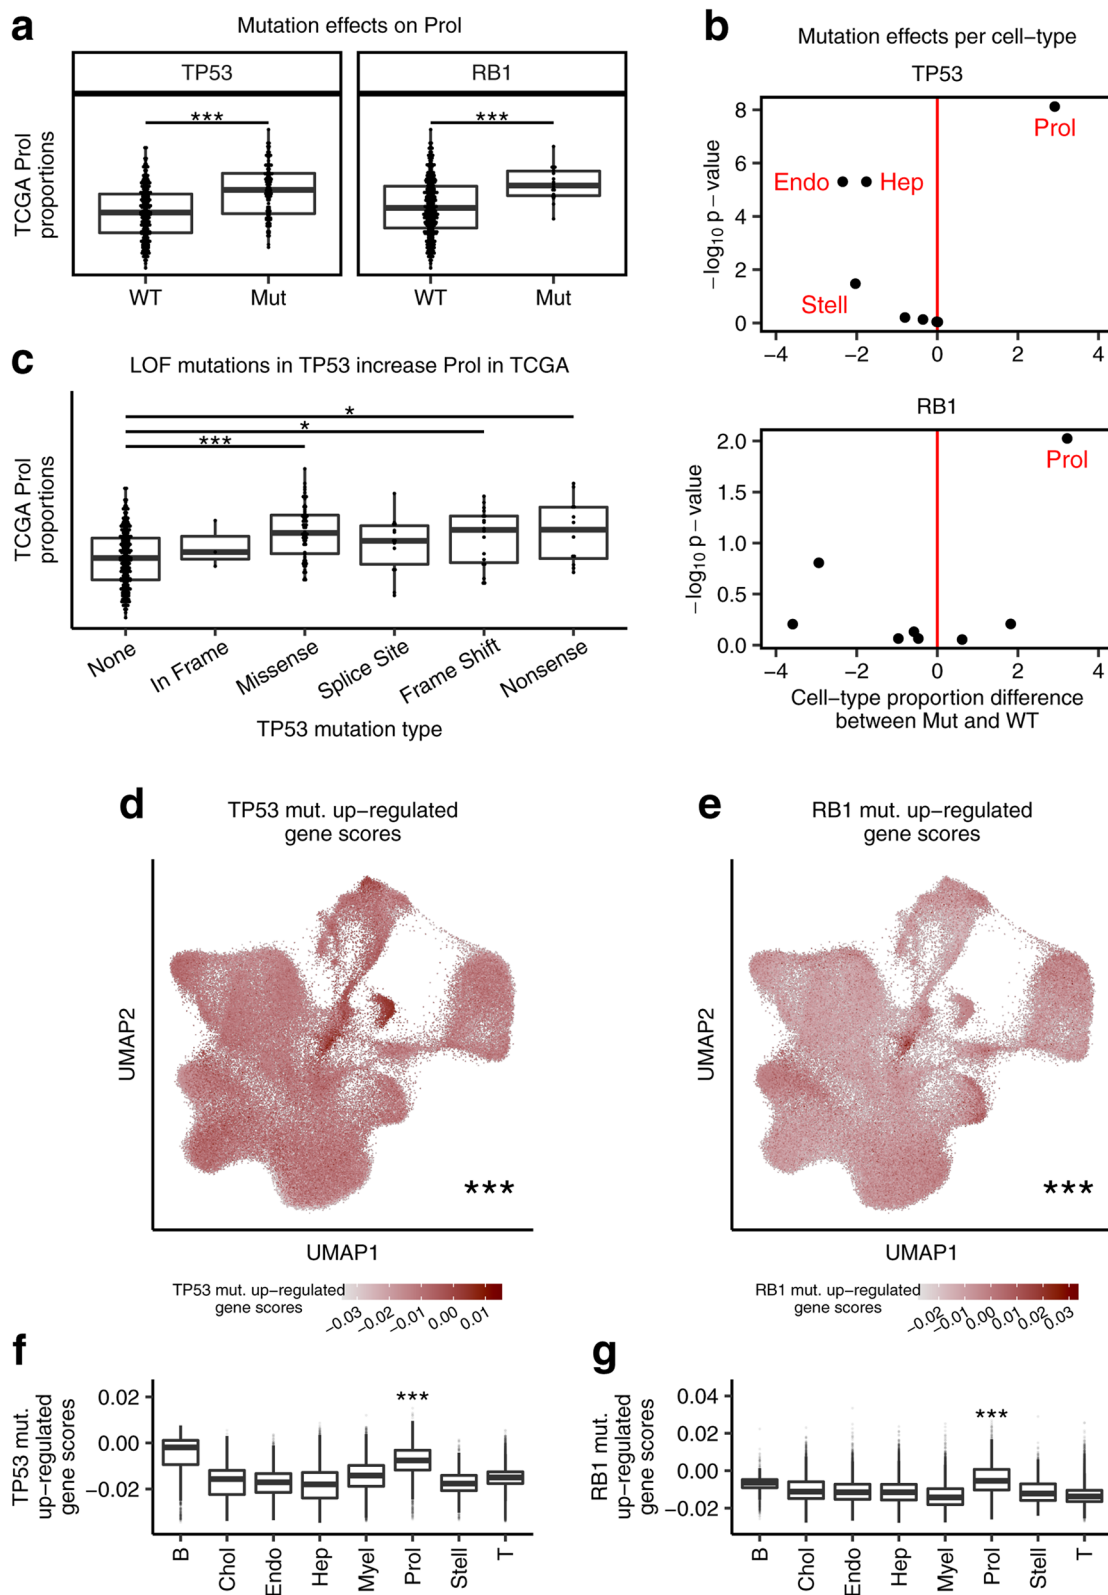 a
Mutation effects on Prol
TP53
RB1
***
***
TCGA Prol
proportions
WT
Mut
WT
Mut
b
Mutation effects per cell−type
TP53
8
6
4
2
0
−log10 p−value
Prol
Endo
Hep
Stell
−4
−2
0
2
4
RB1
2.0
1.5
1.0
0.5
0.0
−log10 p−value
Prol
−4
−2
0
2
4
Cell−type proportion difference
between Mut and WT
c
LOF mutations in TP53 increase Prol in TCGA
*
*
***
TCGA Prol
proportions
None
In Frame
Missense
Splice Site
Frame Shift
Nonsense
TP53 mutation type
d
TP53 mut. up−regulated
gene scores
UMAP2
***
UMAP1
TP53 mut. up−regulated
gene scores
−0.03
−0.02
−0.01
0.00
0.01
e
RB1 mut. up−regulated
gene scores
UMAP2
***
UMAP1
RB1 mut. up−regulated
gene scores
−0.02
−0.01
0.00
0.01
0.02
0.03
f
TP53 mut.
up−regulated
gene scores
0.02
0.00
−0.02
***
B
Chol
Endo
Hep
Myel
Prol
Stell
T
g
RB1 mut.
up−regulated
gene scores
0.04
0.02
0.00
−0.02
***
B
Chol
Endo
Hep
Myel
Prol
Stell
T